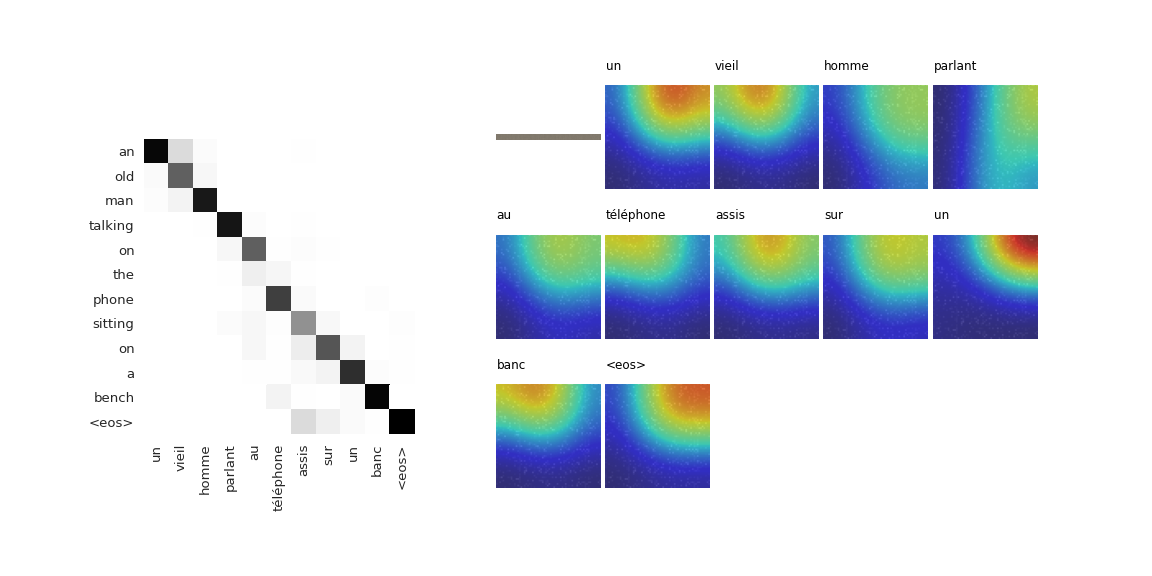 an
old
man
talking
on
the
phone
sitting
on
a
bench
<eos>
un vieil homme parlant au téléphone assis sur un banc <eos>
un vieil homme parlant
au téléphone assis sur un
banc <eos>